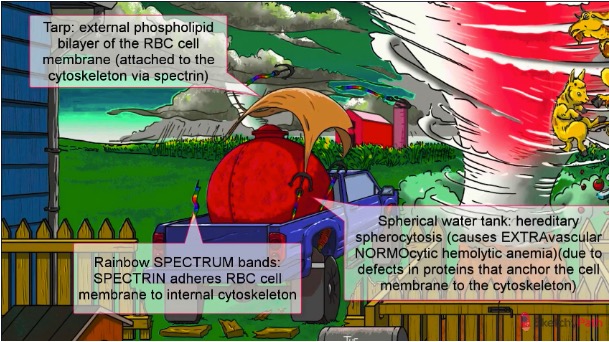 Tarp: external phospholipid
bilayer of the RBC cell
membrane (attached to the
cytoskeleton via spectrin)
Spherical water tank: hereditary
spherocytosis (causes EXTRAvascular
NORMOcytic hemolytic anemia)(due to
defects in proteins that anchor the cell
membrane to the cytoskeleton)
Rainbow SPECTRUM bands:
SPECTRIN adheres RBC cell
membrane to internal cytoskeleton